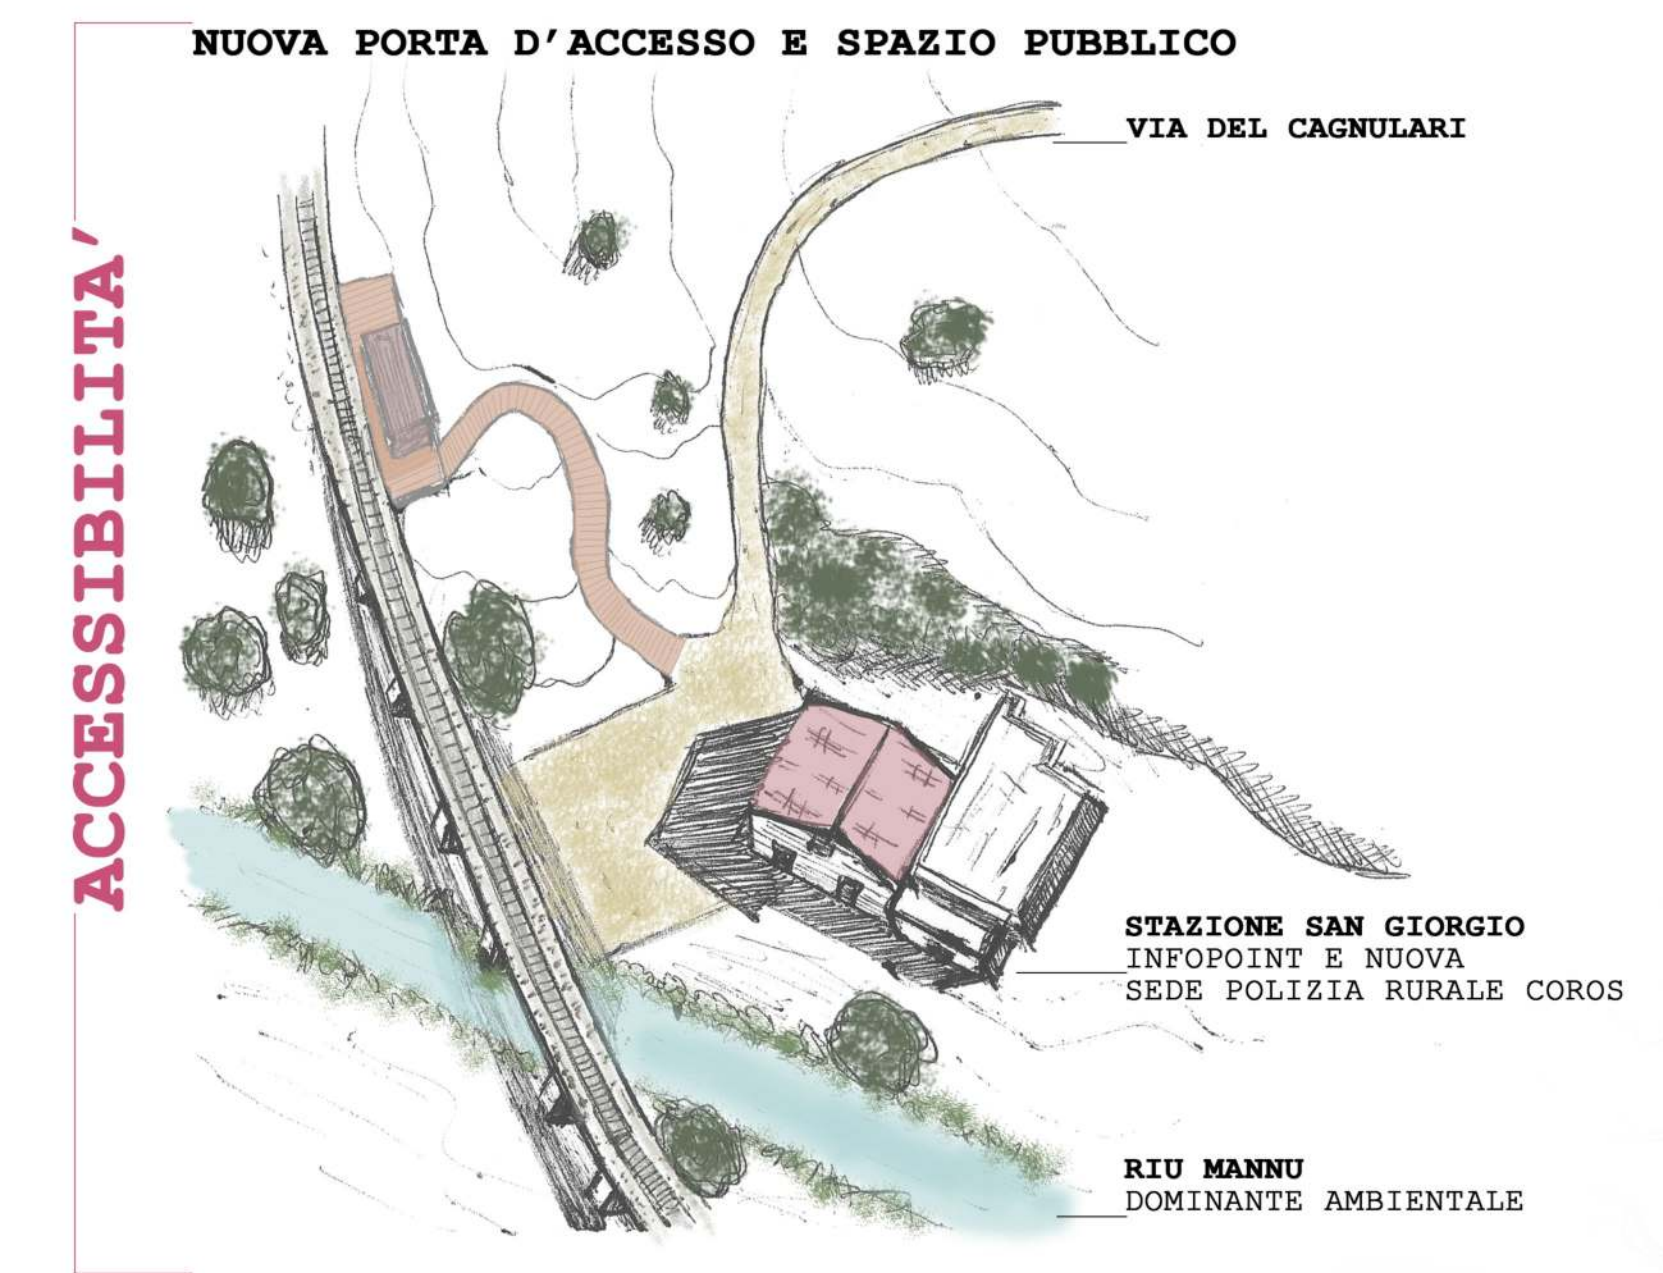 NUOVA PORTA D'ACCESSO E SPAZIO PUBBLICO
VIA DEL CAGNULARI
ACCESSIBILITA'
STAZIONE SAN GIORGIO
INFOPOINT E NUOVA
SEDE POLIZIA RURALE COROS
RIU MANNU
DOMINANTE AMBIENTALE